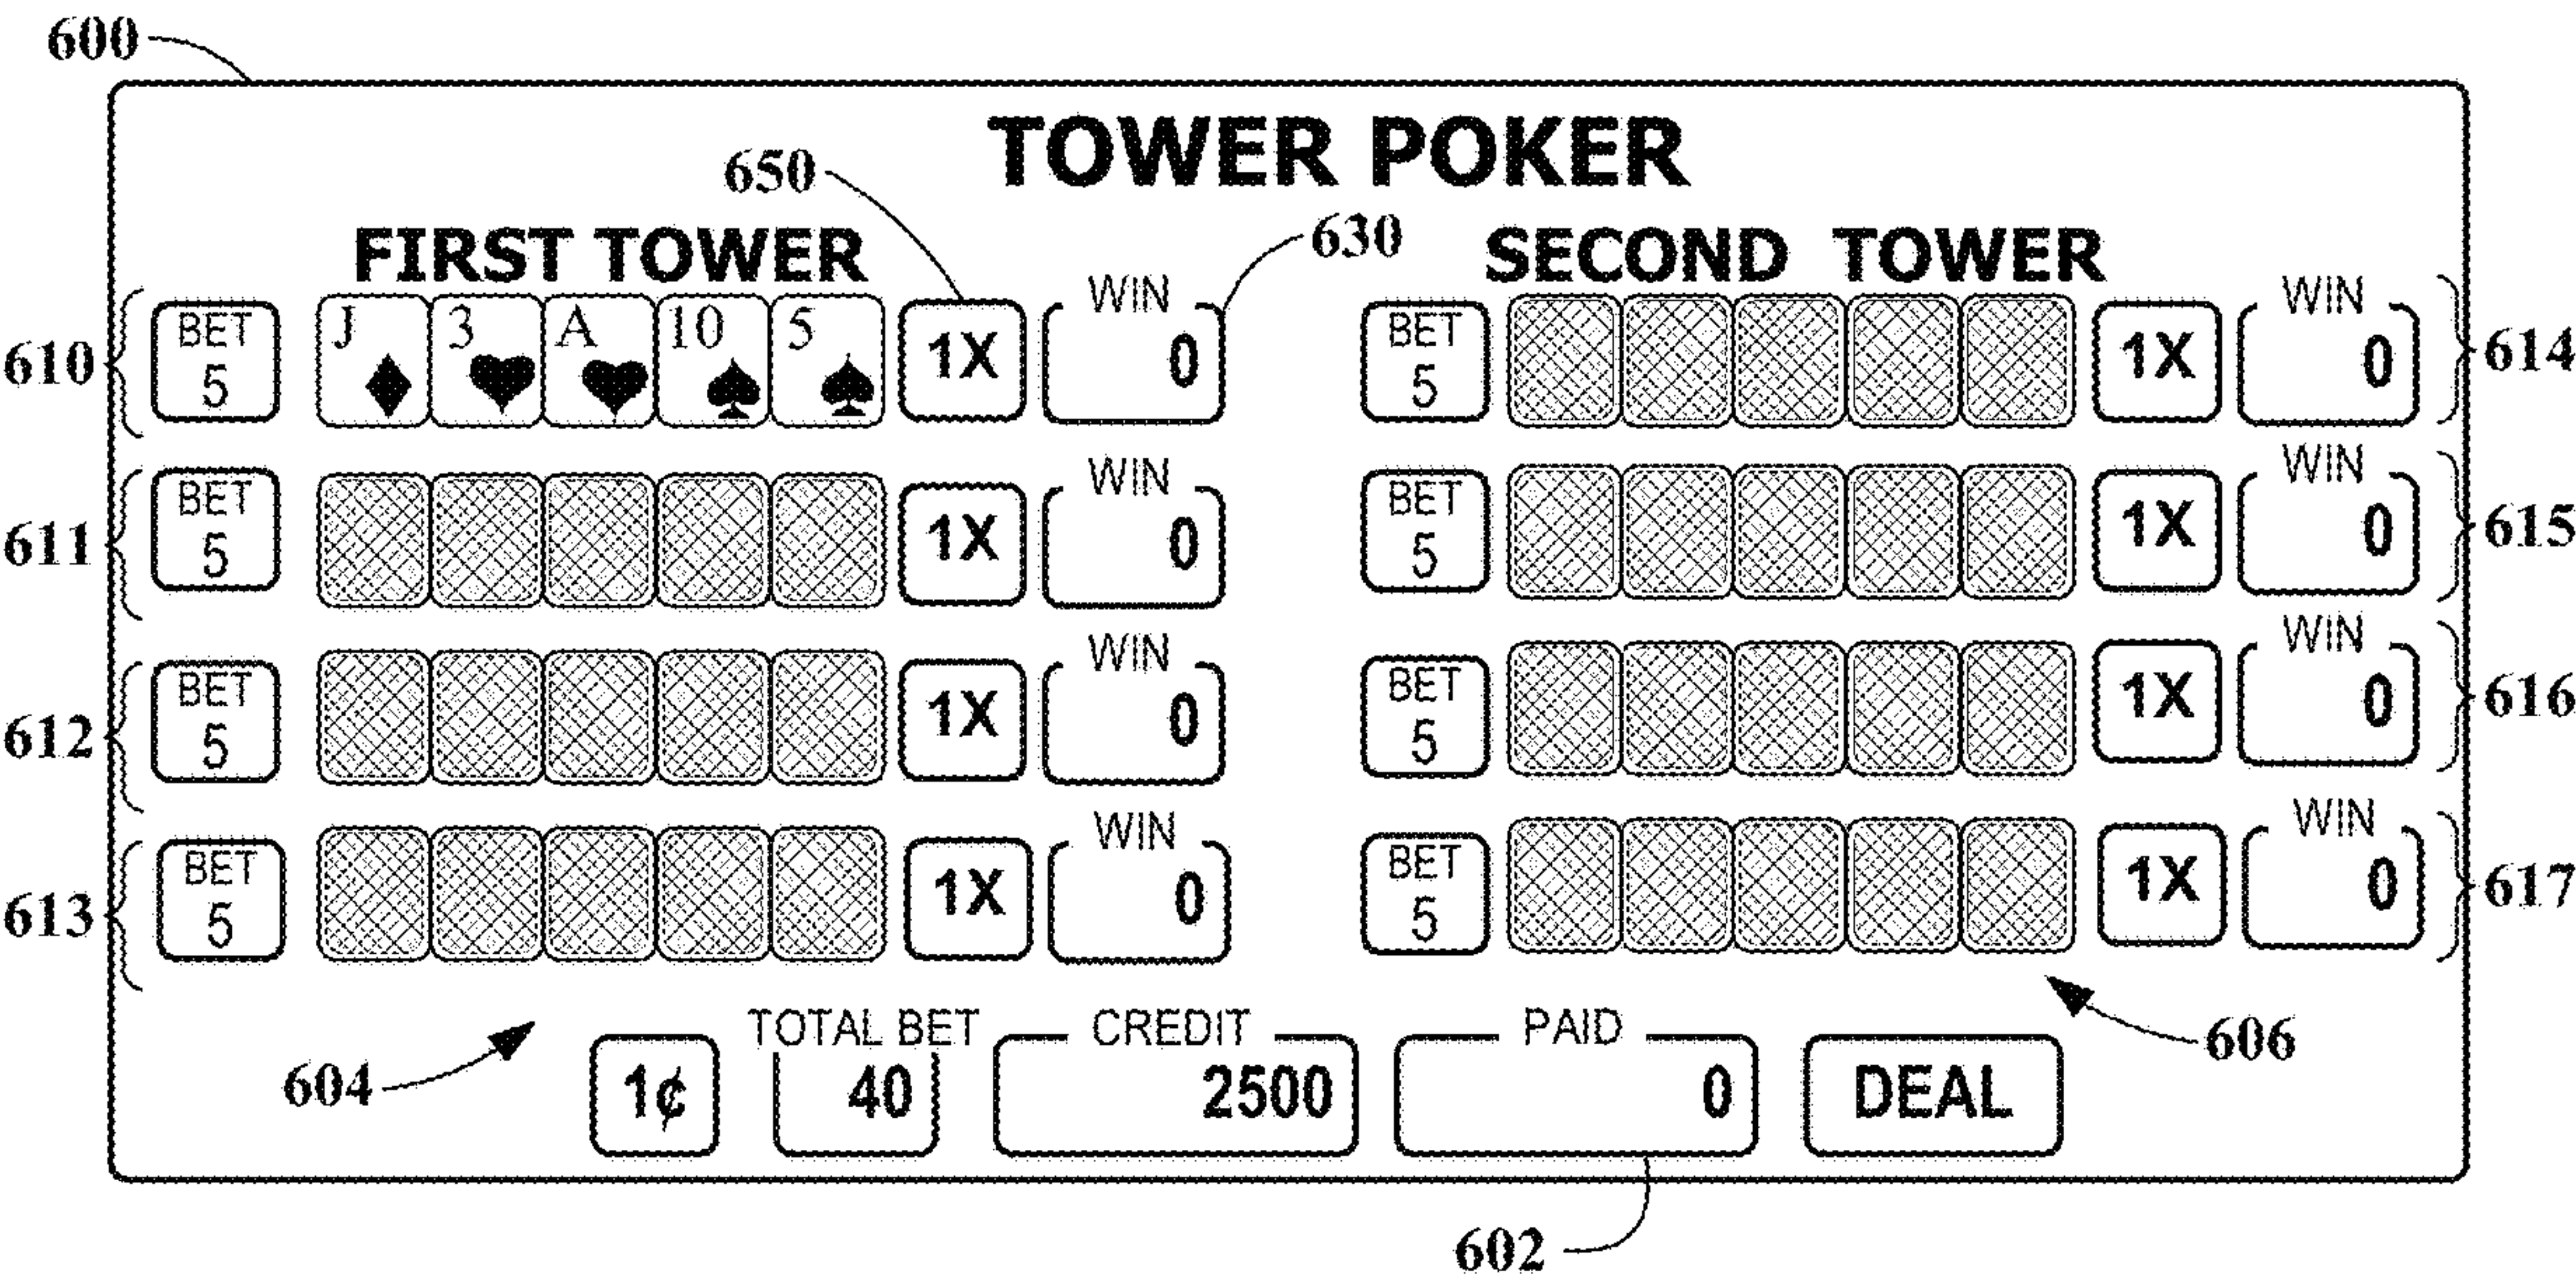 600
TOWER POKER
650
630
FIRST TOWER
SECOND TOWER
610 BET 5 J 3 A 10 5 1X WIN 0
BET 5 1X WIN 0 614
611 BET 5 1X WIN 0
BET 5 1X WIN 0 615
612 BET 5 1X WIN 0
BET 5 1X WIN 0 616
613 BET 5 1X WIN 0
BET 5 1X WIN 0 617
604
606
1¢
TOTAL BET
40
CREDIT
2500
PAID
0
DEAL
602